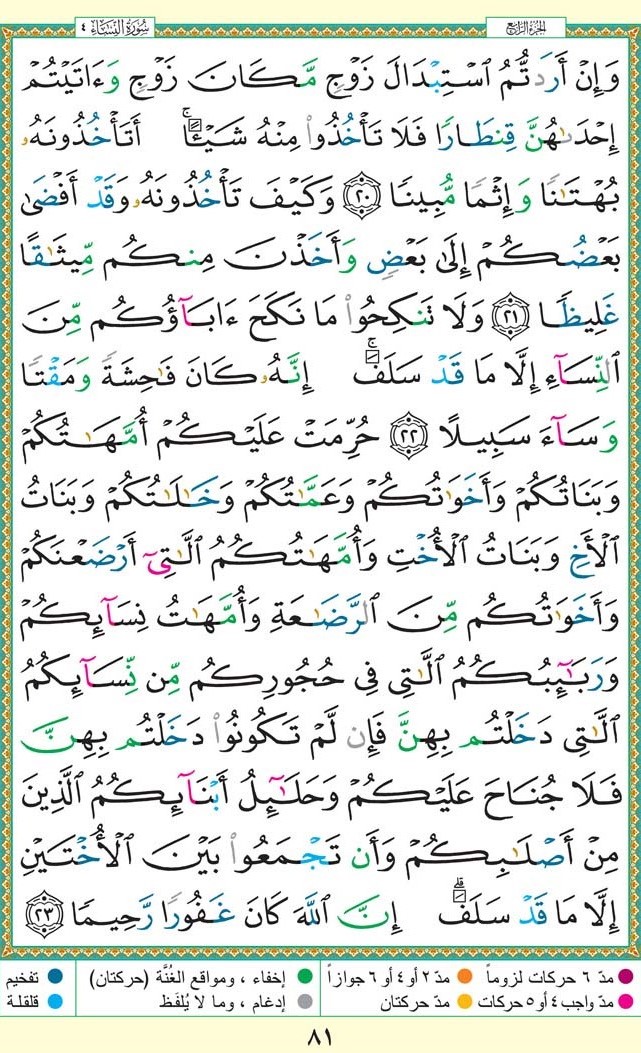 الجزء الرابع
سورة النساء ٤
وَإِنْ أَرَدتُّمُ ٱسْتِبْدَالَ زَوْجٍ مَّكَانَ زَوْجٍ وَءَاتَيْتُمْ
إِحْدَىٰهُنَّ قِنطَارًا فَلَا تَأْخُذُوا۟ مِنْهُ شَيْـًٔا ۚ أَتَأْخُذُونَهُۥ
بُهْتَـٰنًا وَإِثْمًا مُّبِينًا ٢٠ وَكَيْفَ تَأْخُذُونَهُۥ وَقَدْ أَفْضَىٰ
بَعْضُكُمْ إِلَىٰ بَعْضٍ وَأَخَذْنَ مِنكُم مِّيثَـٰقًا
غَلِيظًا ٢١ وَلَا تَنكِحُوا۟ مَا نَكَحَ ءَابَآؤُكُم مِّنَ
ٱلنِّسَآءِ إِلَّا مَا قَدْ سَلَفَ ۚ إِنَّهُۥ كَانَ فَـٰحِشَةً وَمَقْتًا
وَسَآءَ سَبِيلًا ٢٢ حُرِّمَتْ عَلَيْكُمْ أُمَّهَـٰتُكُمْ
وَبَنَاتُكُمْ وَأَخَوَٰتُكُمْ وَعَمَّـٰتُكُمْ وَخَـٰلَـٰتُكُمْ وَبَنَاتُ
ٱلْأَخِ وَبَنَاتُ ٱلْأُخْتِ وَأُمَّهَـٰتُكُمُ ٱلَّـٰتِىٓ أَرْضَعْنَكُمْ
وَأَخَوَٰتُكُم مِّنَ ٱلرَّضَـٰعَةِ وَأُمَّهَـٰتُ نِسَآئِكُمْ
وَرَبَـٰٓئِبُكُمُ ٱلَّـٰتِى فِى حُجُورِكُم مِّن نِّسَآئِكُمُ
ٱلَّـٰتِى دَخَلْتُم بِهِنَّ فَإِن لَّمْ تَكُونُوا۟ دَخَلْتُم بِهِنَّ
فَلَا جُنَاحَ عَلَيْكُمْ وَحَلَـٰٓئِلُ أَبْنَآئِكُمُ ٱلَّذِينَ
مِنْ أَصْلَـٰبِكُمْ وَأَن تَجْمَعُوا۟ بَيْنَ ٱلْأُخْتَيْنِ
إِلَّا مَا قَدْ سَلَفَ ۗ إِنَّ ٱللَّهَ كَانَ غَفُورًا رَّحِيمًا ٢٣
مدّ ٦ حركات لزوماً مدّ ٢ أو ٤ أو ٦ جوازاً إخفاء ، ومواقع الغُنَّة (حركتان) تفخيم
مدّ واجب ٤ أو ٥ حركات مدّ حركتان إدغام ، وما لا يُلفَظ قلقلة
٨١